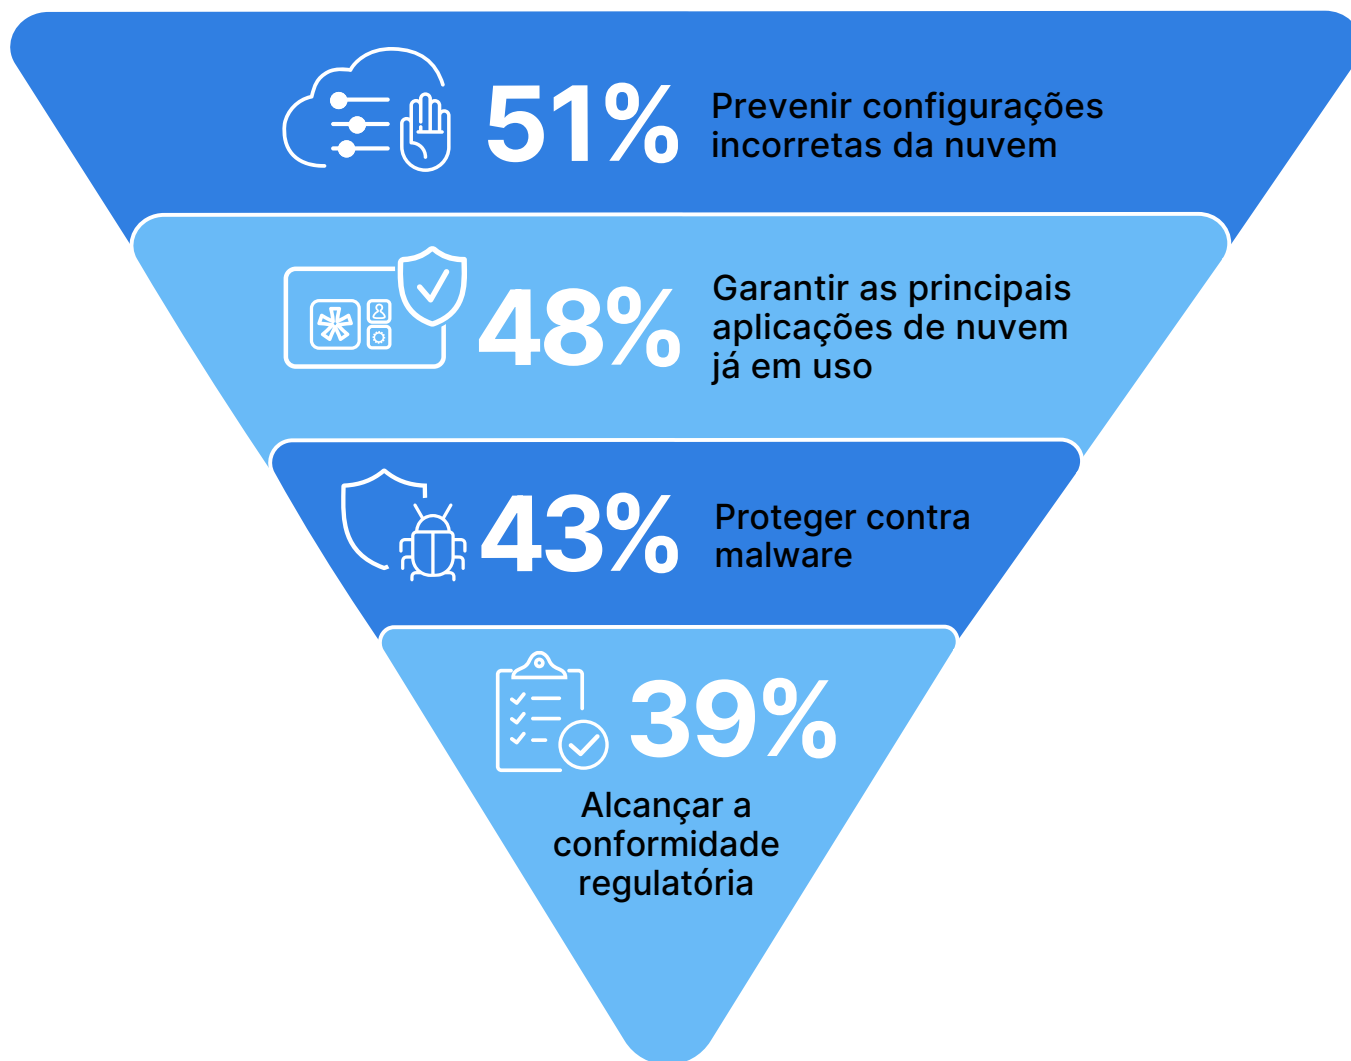 51%
Prevenir configurações
incorretas da nuvem
48%
Garantir as principais
aplicações de nuvem
já em uso
43%
Proteger contra
malware
39%
Alcançar a
conformidade
regulatória